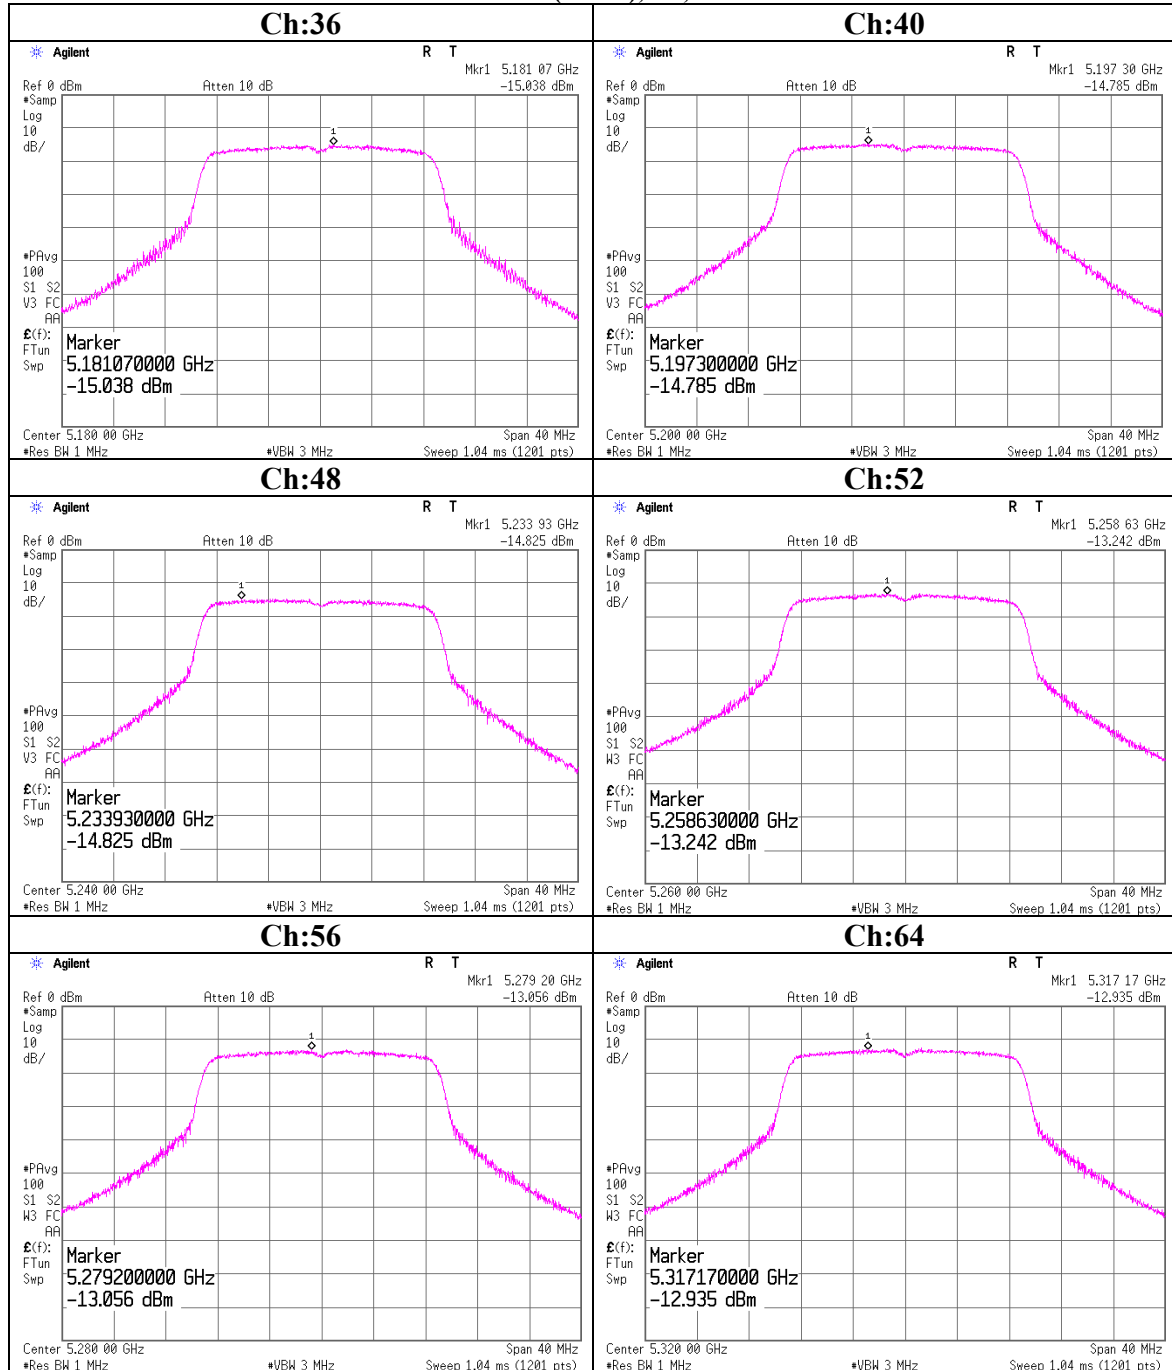 Ch:36
Agilent
R T
Mkr1 5.181 07 GHz
Ref 0 dBm
Atten 10 dB
-15.038 dBm
#Samp
Log
10
dB/
1
#PAvg
100
S1 S2
V3 FC
AA
£(f):
FTun
Swp
Marker
5.181070000 GHz
-15.038 dBm
Center 5.180 00 GHz
Span 40 MHz
#Res BW 1 MHz
#VBW 3 MHz
Sweep 1.04 ms (1201 pts)
Ch:40
Agilent
R T
Mkr1 5.197 30 GHz
Ref 0 dBm
Atten 10 dB
-14.785 dBm
#Samp
Log
10
dB/
1
#PAvg
100
S1 S2
V3 FC
AA
£(f):
FTun
Swp
Marker
5.197300000 GHz
-14.785 dBm
Center 5.200 00 GHz
Span 40 MHz
#Res BW 1 MHz
#VBW 3 MHz
Sweep 1.04 ms (1201 pts)
Ch:48
Agilent
R T
Mkr1 5.233 93 GHz
Ref 0 dBm
Atten 10 dB
-14.825 dBm
#Samp
Log
10
dB/
1
#PAvg
100
S1 S2
V3 FC
AA
£(f):
FTun
Swp
Marker
5.233930000 GHz
-14.825 dBm
Center 5.240 00 GHz
Span 40 MHz
#Res BW 1 MHz
#VBW 3 MHz
Sweep 1.04 ms (1201 pts)
Ch:52
Agilent
R T
Mkr1 5.258 63 GHz
Ref 0 dBm
Atten 10 dB
-13.242 dBm
#Samp
Log
10
dB/
1
#PAvg
100
S1 S2
W3 FC
AA
£(f):
FTun
Swp
Marker
5.258630000 GHz
-13.242 dBm
Center 5.260 00 GHz
Span 40 MHz
#Res BW 1 MHz
#VBW 3 MHz
Sweep 1.04 ms (1201 pts)
Ch:56
Agilent
R T
Mkr1 5.279 20 GHz
Ref 0 dBm
Atten 10 dB
-13.056 dBm
#Samp
Log
10
dB/
1
#PAvg
100
S1 S2
W3 FC
AA
£(f):
FTun
Swp
Marker
5.279200000 GHz
-13.056 dBm
Center 5.280 00 GHz
Span 40 MHz
#Res BW 1 MHz
#VBW 3 MHz
Sweep 1.04 ms (1201 pts)
Ch:64
Agilent
R T
Mkr1 5.317 17 GHz
Ref 0 dBm
Atten 10 dB
-12.935 dBm
#Samp
Log
10
dB/
1
#PAvg
100
S1 S2
W3 FC
AA
£(f):
FTun
Swp
Marker
5.317170000 GHz
-12.935 dBm
Center 5.320 00 GHz
Span 40 MHz
#Res BW 1 MHz
#VBW 3 MHz
Sweep 1.04 ms (1201 pts)